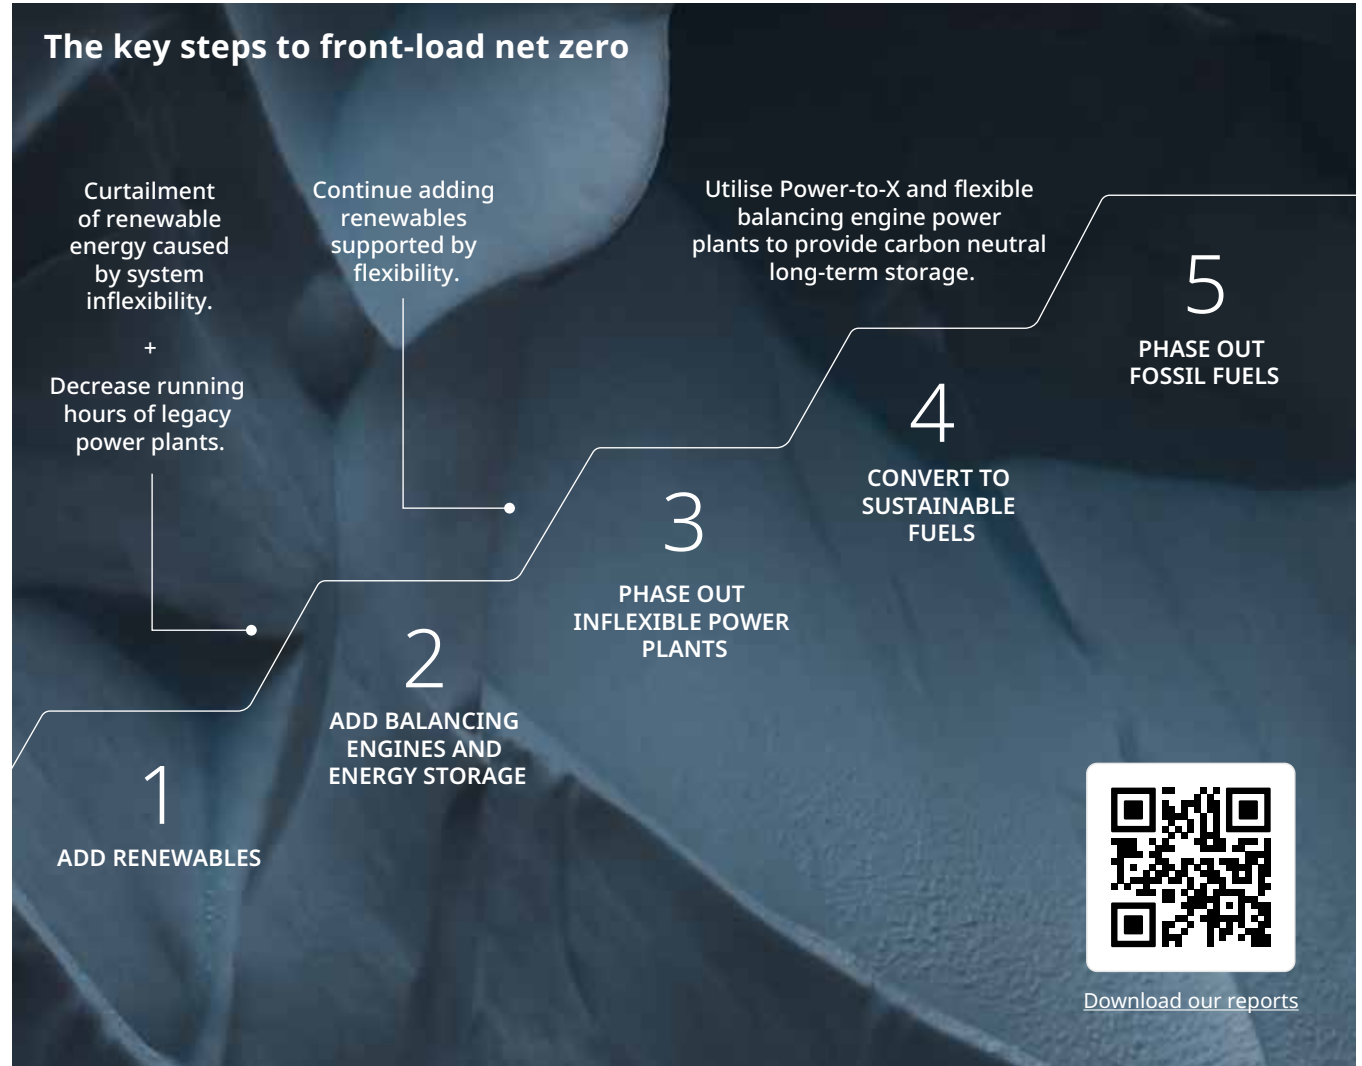 The key steps to front-load net zero
Curtailment
of renewable
energy caused
by system
inflexibility.
+
Decrease running
hours of legacy
power plants.
Continue adding
renewables
supported by
flexibility.
Utilise Power-to-X and flexible
balancing engine power
plants to provide carbon neutral
long-term storage.
1
ADD RENEWABLES
2
ADD BALANCING
ENGINES AND
ENERGY STORAGE
3
PHASE OUT
INFLEXIBLE POWER
PLANTS
4
CONVERT TO
SUSTAINABLE
FUELS
5
PHASE OUT
FOSSIL FUELS
Download our reports